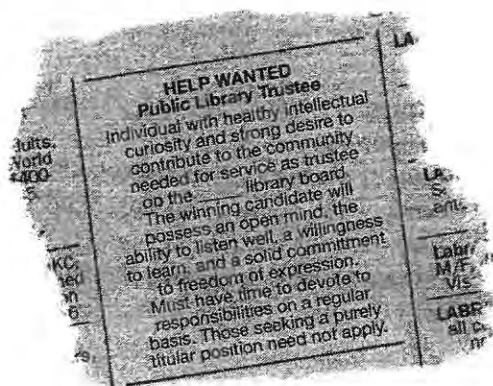 HELP WANTED
Public Library Trustee
Individual with healthy intellectual
curiosity and strong desire to
contribute to the community
needed for service as trustee
on the ____ library board.
The winning candidate will
possess an open mind, the
ability to listen well, a willingness
to learn, and a solid commitment
to freedom of expression.
Must have time to devote to
responsibilities on a regular
basis. Those seeking a purely
titular position need not apply.